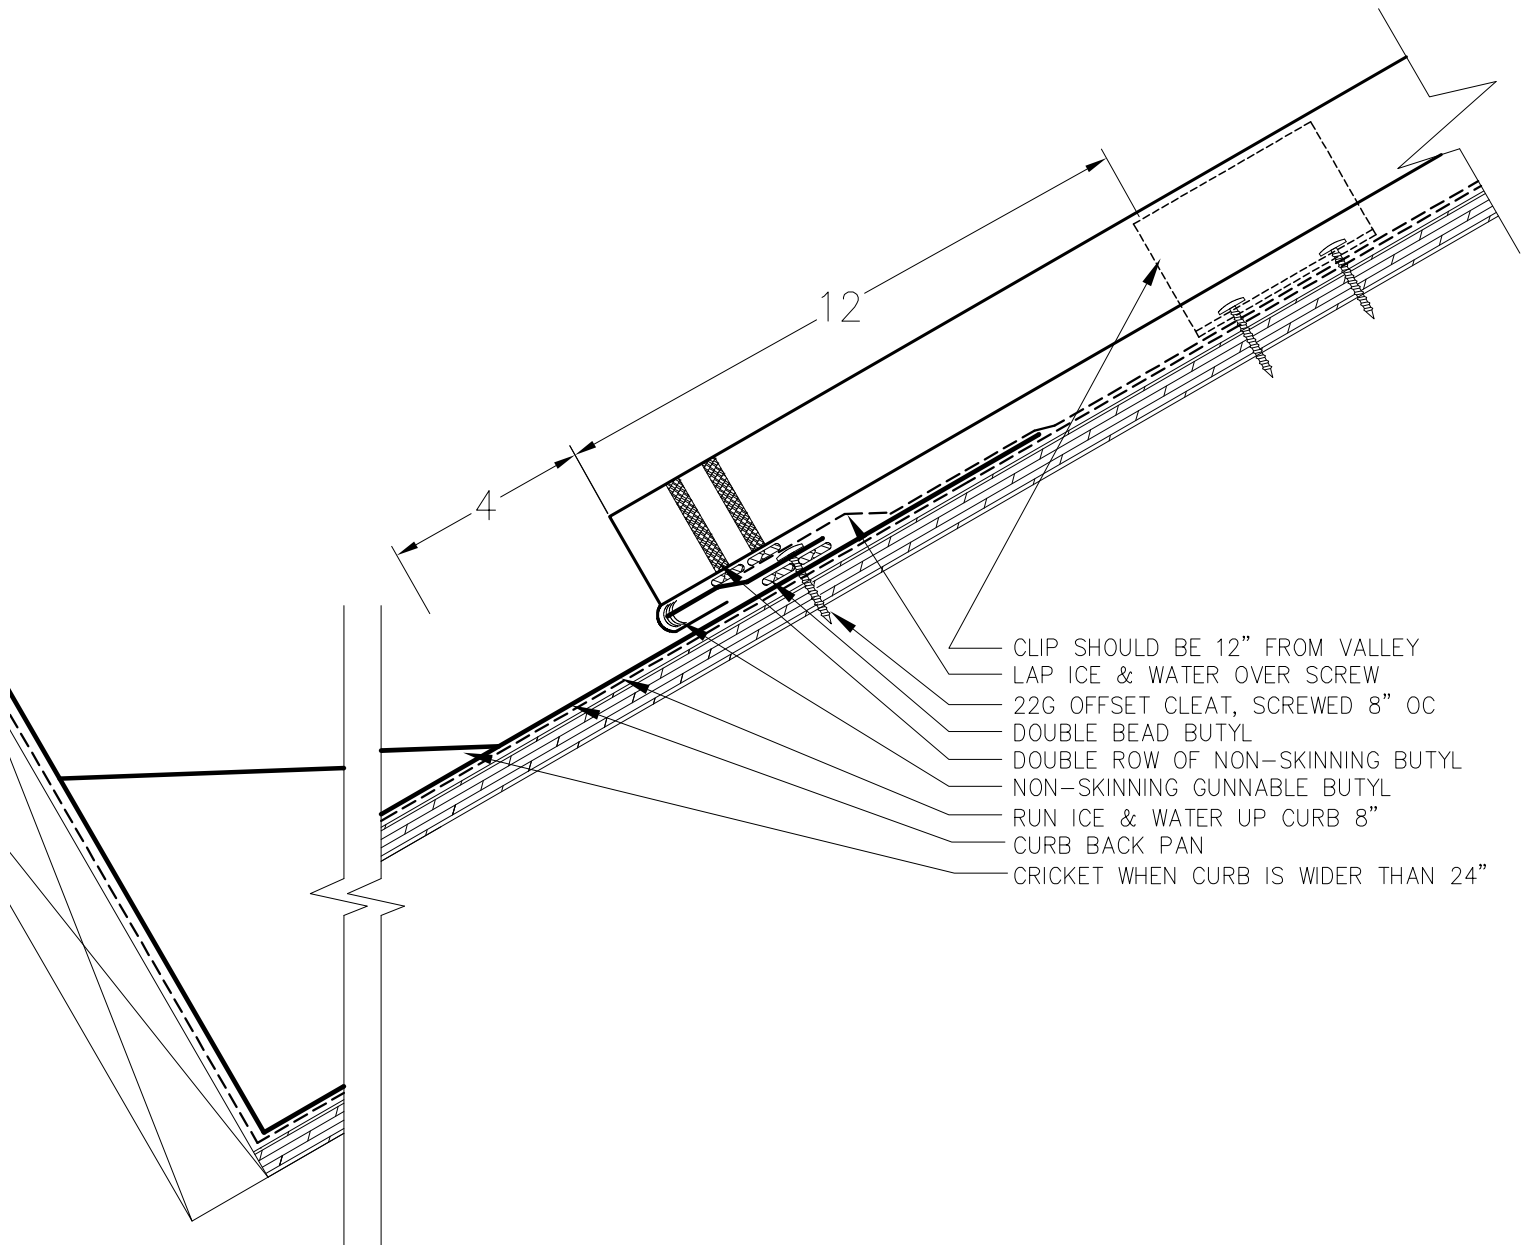 12
4
CLIP SHOULD BE 12” FROM VALLEY
LAP ICE & WATER OVER SCREW
22G OFFSET CLEAT, SCREWED 8” OC
DOUBLE BEAD BUTYL
DOUBLE ROW OF NON-SKINNING BUTYL
NON-SKINNING GUNNABLE BUTYL
RUN ICE & WATER UP CURB 8”
CURB BACK PAN
CRICKET WHEN CURB IS WIDER THAN 24”